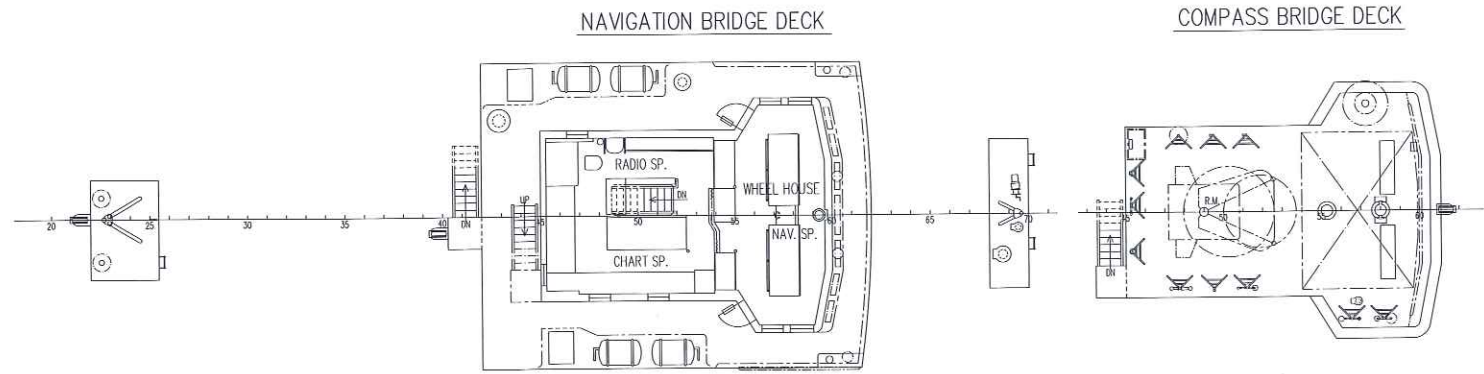 NAVIGATION BRIDGE DECK
COMPASS BRIDGE DECK
RADIO SP.
WHEEL HOUSE
DN
UP
R.M.
20 25 30 35 40 45 50 55 60 65 70
45 50 55 60
DN
NAV. SP.
CHART SP.
DN